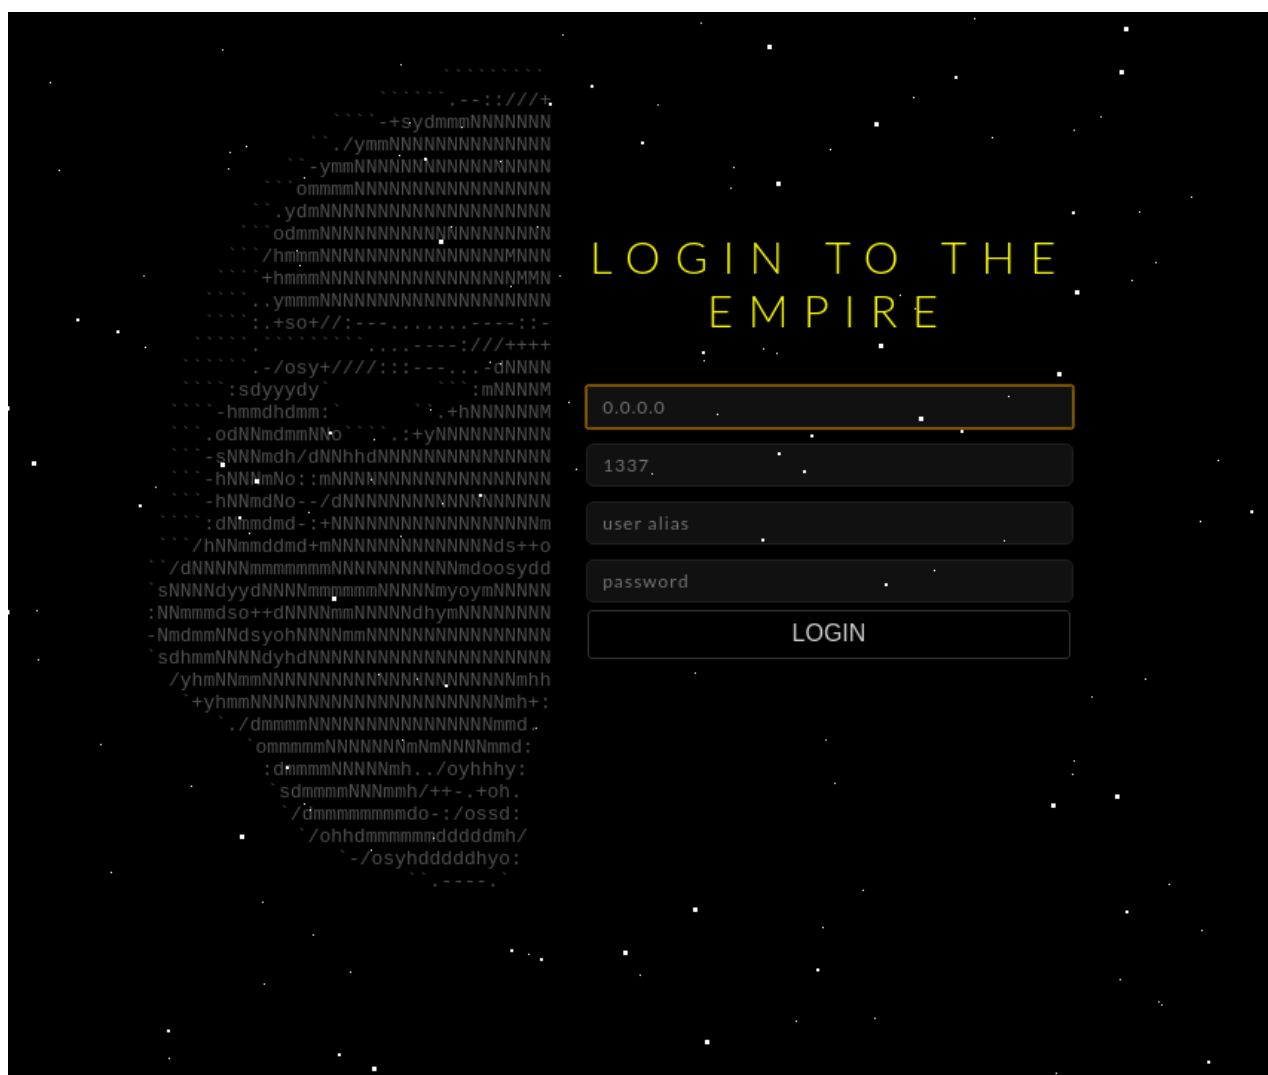 LOGIN TO THE
EMPIRE
0.0.0.0
1337
user alias
password
LOGIN